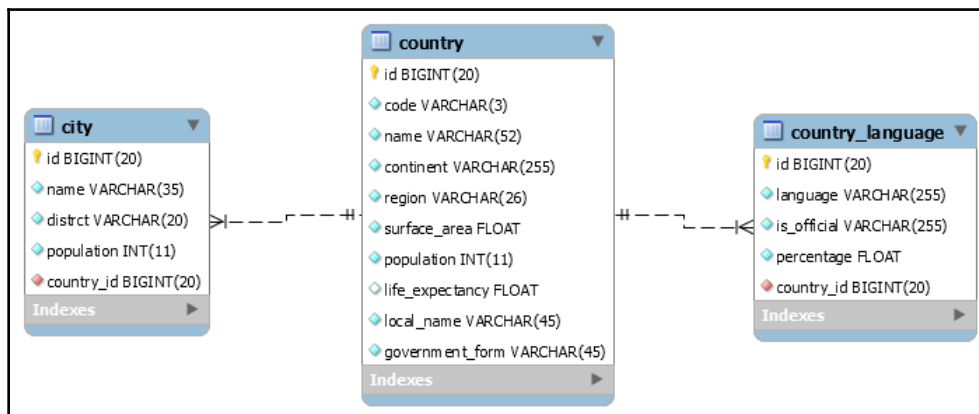 city
id BIGINT(20)
name VARCHAR(35)
distrct VARCHAR(20)
population INT(11)
country_id BIGINT(20)
Indexes
country
id BIGINT(20)
code VARCHAR(3)
name VARCHAR(52)
continent VARCHAR(255)
region VARCHAR(26)
surface_area FLOAT
population INT(11)
life_expectancy FLOAT
local_name VARCHAR(45)
government_form VARCHAR(45)
Indexes
country_language
id BIGINT(20)
language VARCHAR(255)
is_official VARCHAR(255)
percentage FLOAT
country_id BIGINT(20)
Indexes